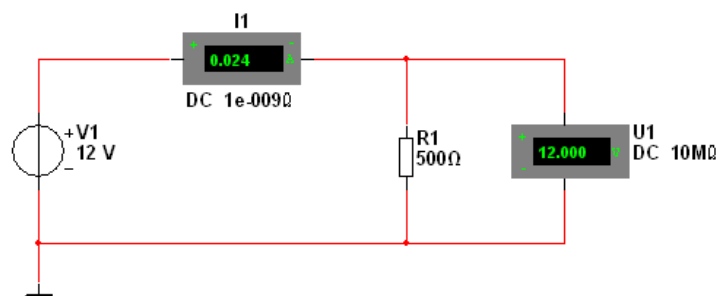 I1
+ -
0.024 A
DC 1e-009Ω
+ V1
12 V
-
R1
500Ω
+
-
12.000 V
U1
DC 10MΩ